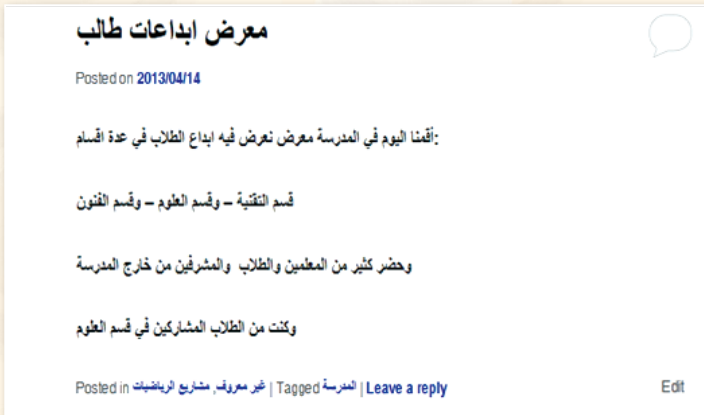 معرض ابداعات طالب
Posted on 2013/04/14
أقمنا اليوم في المدرسة معرض نعرض فيه ابداع الطلاب في عدة اقسام:
قسم التقنية – وقسم العلوم – وقسم الفنون
وحضر كثير من المعلمين والطلاب والمشرفين من خارج المدرسة
وكنت من الطلاب المشاركين في قسم العلوم
Posted in غير معروف, مشاريع الرياضيات | Tagged المدرسة | Leave a reply Edit